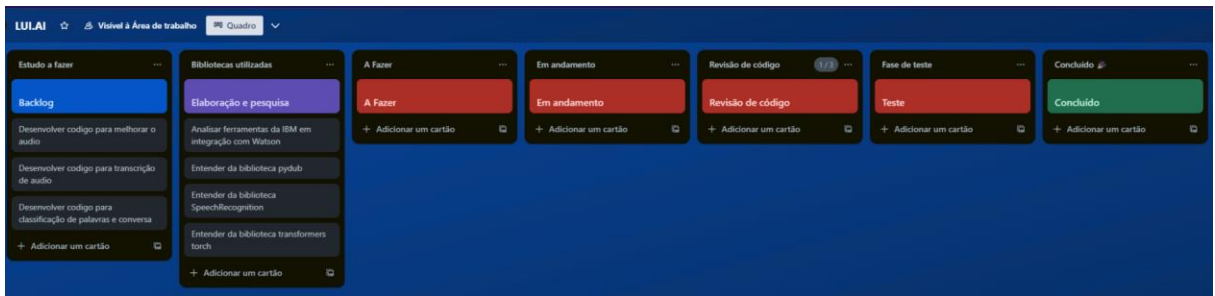 LUI.AI Visível à Área de trabalho Quadro
Estudo a fazer
Backlog
Desenvolver codigo para melhorar o
audio
Desenvolver codigo para transcrição
de audio
Desenvolver codigo para
classificação de palavras e conversa
+ Adicionar um cartão
Bibliotecas utilizadas
Elaboração e pesquisa
Analisar ferramentas da IBM em
integração com Watson
Entender da biblioteca pydub
Entender da biblioteca
SpeechRecognition
Entender da biblioteca transformers
torch
+ Adicionar um cartão
A Fazer
A Fazer
+ Adicionar um cartão
Em andamento
Em andamento
+ Adicionar um cartão
Revisão de código 1/3
Revisão de código
+ Adicionar um cartão
Fase de teste
Teste
+ Adicionar um cartão
Concluído 🎉
Concluído
+ Adicionar um cartão